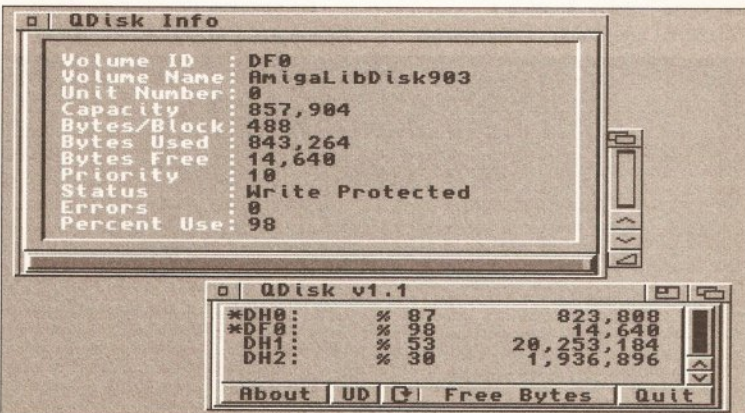 QDisk Info
Volume ID : DF0
Volume Name: AmigaLibDisk903
Unit Number: 0
Capacity : 857,904
Bytes/Block: 488
Bytes Used : 843,264
Bytes Free : 14,640
Priority : 10
Status : Write Protected
Errors : 0
Percent Use: 98
QDisk v1.1
*DH0: % 87 823,808
*DF0: % 98 14,640
DH1: % 53 20,253,184
DH2: % 30 1,936,896
About UD Free Bytes Quit